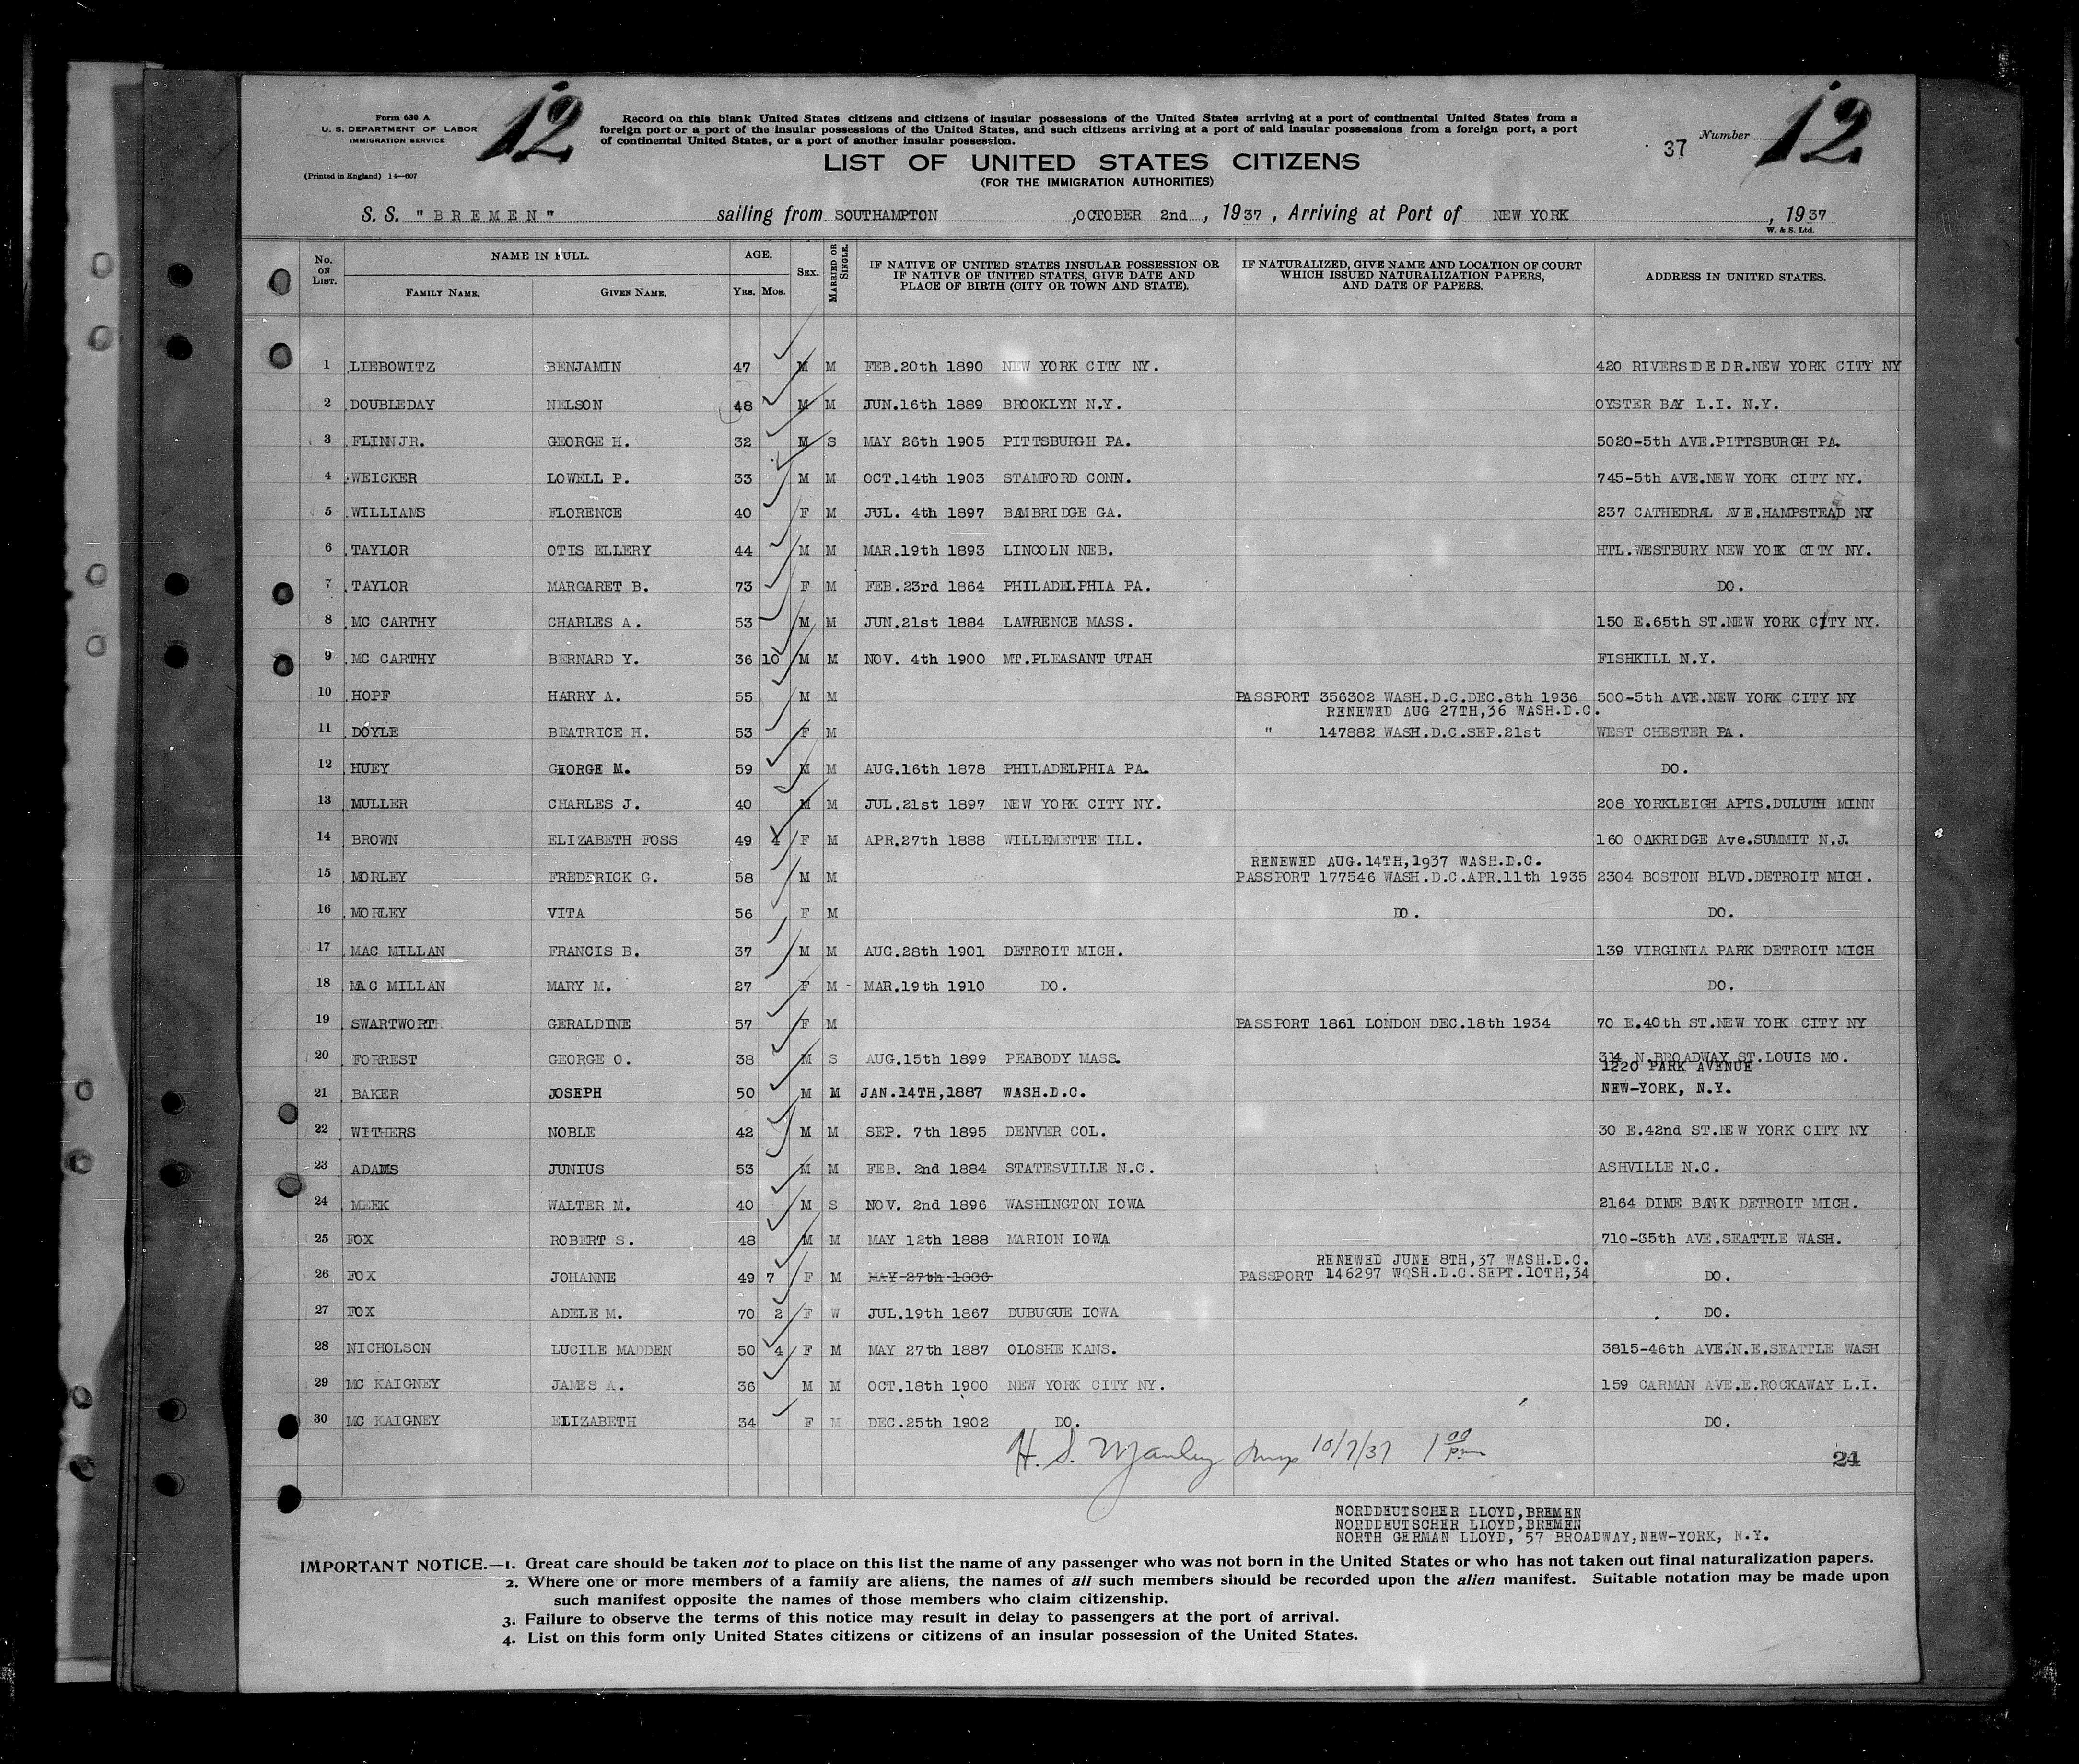 Form 630 A
U. S. DEPARTMENT OF LABOR
IMMIGRATION SERVICE
(Printed in England) 14—607
12
Record on this blank United States citizens and citizens of insular possessions of the United States arriving at a port of continental United States from a
foreign port or a port of the insular possessions of the United States, and such citizens arriving at a port of said insular possessions from a foreign port, a port
of continental United States, or a port of another insular possession.
37 Number 12
LIST OF UNITED STATES CITIZENS
(FOR THE IMMIGRATION AUTHORITIES)
S. S. "BREMEN" sailing from SOUTHAMPTON ,OCTOBER 2nd , 1937 , Arriving at Port of NEW YORK , 1937
W. & S. Ltd.
No. ON LIST. NAME IN FULL. AGE. SEX. MARRIED OR SINGLE. IF NATIVE OF UNITED STATES INSULAR POSSESSION OR IF NATIVE OF UNITED STATES, GIVE DATE AND PLACE OF BIRTH (CITY OR TOWN AND STATE). IF NATURALIZED, GIVE NAME AND LOCATION OF COURT WHICH ISSUED NATURALIZATION PAPERS, AND DATE OF PAPERS. ADDRESS IN UNITED STATES.
FAMILY NAME. GIVEN NAME. YRS. MOS.
1 LIEBOWITZ BENJAMIN 47 M M FEB.20th 1890 NEW YORK CITY NY. 420 RIVERSIDE DR.NEW YORK CITY NY
2 DOUBLEDAY NELSON 48 M M JUN.16th 1889 BROOKLYN N.Y. OYSTER BAY L.I. N.Y.
3 FLINN JR. GEORGE H. 32 M S MAY 26th 1905 PITTSBURGH PA. 5020-5th AVE.PITTSBURGH PA.
4 WEICKER LOWELL P. 33 M M OCT.14th 1903 STAMFORD CONN. 745-5th AVE.NEW YORK CITY NY.
5 WILLIAMS FLORENCE 40 F M JUL. 4th 1897 BAMBRIDGE GA. 237 CATHEDRAL AVE.HAMPSTEAD NY
6 TAYLOR OTIS ELLERY 44 M M MAR.19th 1893 LINCOLN NEB. HTL.WESTBURY NEW YORK CITY NY.
7 TAYLOR MARGARET B. 73 F M FEB.23rd 1864 PHILADELPHIA PA. DO.
8 MC CARTHY CHARLES A. 53 M M JUN.21st 1884 LAWRENCE MASS. 150 E.65th ST.NEW YORK CITY NY.
9 MC CARTHY BERNARD Y. 36 10 M M NOV. 4th 1900 MT.PLEASANT UTAH FISHKILL N.Y.
10 HOPF HARRY A. 55 M M PASSPORT 356302 WASH.D.C.DEC.8th 1936 500-5th AVE.NEW YORK CITY NY
RENEWED AUG 27TH,36 WASH.D.C.
11 DOYLE BEATRICE H. 53 F M " 147882 WASH.D.C.SEP.21st WEST CHESTER PA.
12 HUEY GEORGE M. 59 M M AUG.16th 1878 PHILADELPHIA PA. DO.
13 MULLER CHARLES J. 40 M M JUL.21st 1897 NEW YORK CITY NY. 208 YORKLEIGH APTS.DULUTH MINN
14 BROWN ELIZABETH FOSS 49 4 F M APR.27th 1888 WILLEMETTE ILL. 160 OAKRIDGE Ave.SUMMIT N.J.
RENEWED AUG.14TH,1937 WASH.D.C.
15 MORLEY FREDERICK G. 58 M M PASSPORT 177546 WASH.D.C.APR.11th 1935 2304 BOSTON BLVD.DETROIT MICH.
16 MORLEY VITA 56 F M DO. DO.
17 MAC MILLAN FRANCIS B. 37 M M AUG.28th 1901 DETROIT MICH. 139 VIRGINIA PARK DETROIT MICH
18 MAC MILLAN MARY M. 27 F M - MAR.19th 1910 DO. DO.
19 SWARTWORTH GERALDINE 57 F M PASSPORT 1861 LONDON DEC.18th 1934 70 E.40th ST.NEW YORK CITY NY
20 FORREST GEORGE O. 38 M S AUG.15th 1899 PEABODY MASS. 314 N.BROADWAY ST.LOUIS MO.
1220 PARK AVENUE
21 BAKER JOSEPH 50 M M JAN.14TH,1887 WASH.D.C. NEW-YORK, N.Y.
22 WITHERS NOBLE 42 M M SEP. 7th 1895 DENVER COL. 30 E.42nd ST.NEW YORK CITY NY
23 ADAMS JUNIUS 53 M M FEB. 2nd 1884 STATESVILLE N.C. ASHVILLE N.C.
24 MEEK WALTER M. 40 M S NOV. 2nd 1896 WASHINGTON IOWA 2164 DIME BANK DETROIT MICH.
25 FOX ROBERT S. 48 M M MAY 12th 1888 MARION IOWA 710-35th AVE.SEATTLE WASH.
RENEWED JUNE 8TH,37 WASH.D.C.
26 FOX JOHANNE 49 7 F M MAY 27th 1886 PASSPORT 146297 WQSH.D.C.SEPT.10TH,34 DO.
27 FOX ADELE M. 70 2 F W JUL.19th 1867 DUBUGUE IOWA DO.
28 NICHOLSON LUCILE MADDEN 50 4 F M MAY 27th 1887 OLOSHE KANS. 3815-46th AVE.N.E.SEATTLE WASH
29 MC KAIGNEY JAMES A. 36 M M OCT.18th 1900 NEW YORK CITY NY. 159 CARMAN AVE.E.ROCKAWAY L.I.
30 MC KAIGNEY ELIZABETH 34 F M DEC.25th 1902 DO. DO.
H. S. Manley 10/7/37 1 00 p.m
24
NORDDEUTSCHER LLOYD,BREMEN
NORDDEUTSCHER LLOYD,BREMEN
NORTH GERMAN LLOYD, 57 BROADWAY,NEW-YORK, N.Y.
IMPORTANT NOTICE.—1. Great care should be taken not to place on this list the name of any passenger who was not born in the United States or who has not taken out final naturalization papers.
2. Where one or more members of a family are aliens, the names of all such members should be recorded upon the alien manifest. Suitable notation may be made upon
such manifest opposite the names of those members who claim citizenship.
3. Failure to observe the terms of this notice may result in delay to passengers at the port of arrival.
4. List on this form only United States citizens or citizens of an insular possession of the United States.